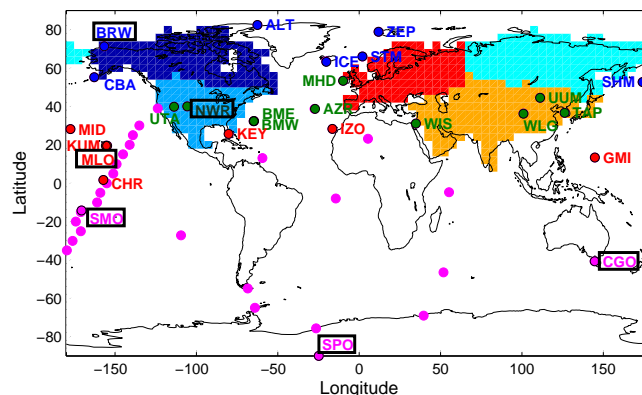 80
60
40
20
0
−20
−40
−60
−80
Latitude
−150
−100
−50
0
50
100
150
Longitude
ALT
ZEP
BRW
ICE
STM
CBA
MHD
SHM
NWR
UTA
BME
BMW
AZR
UUM
TAP
WLG
WIS
MID
KEY
IZO
KUM
MLO
GMI
CHR
SMO
CGO
SPO